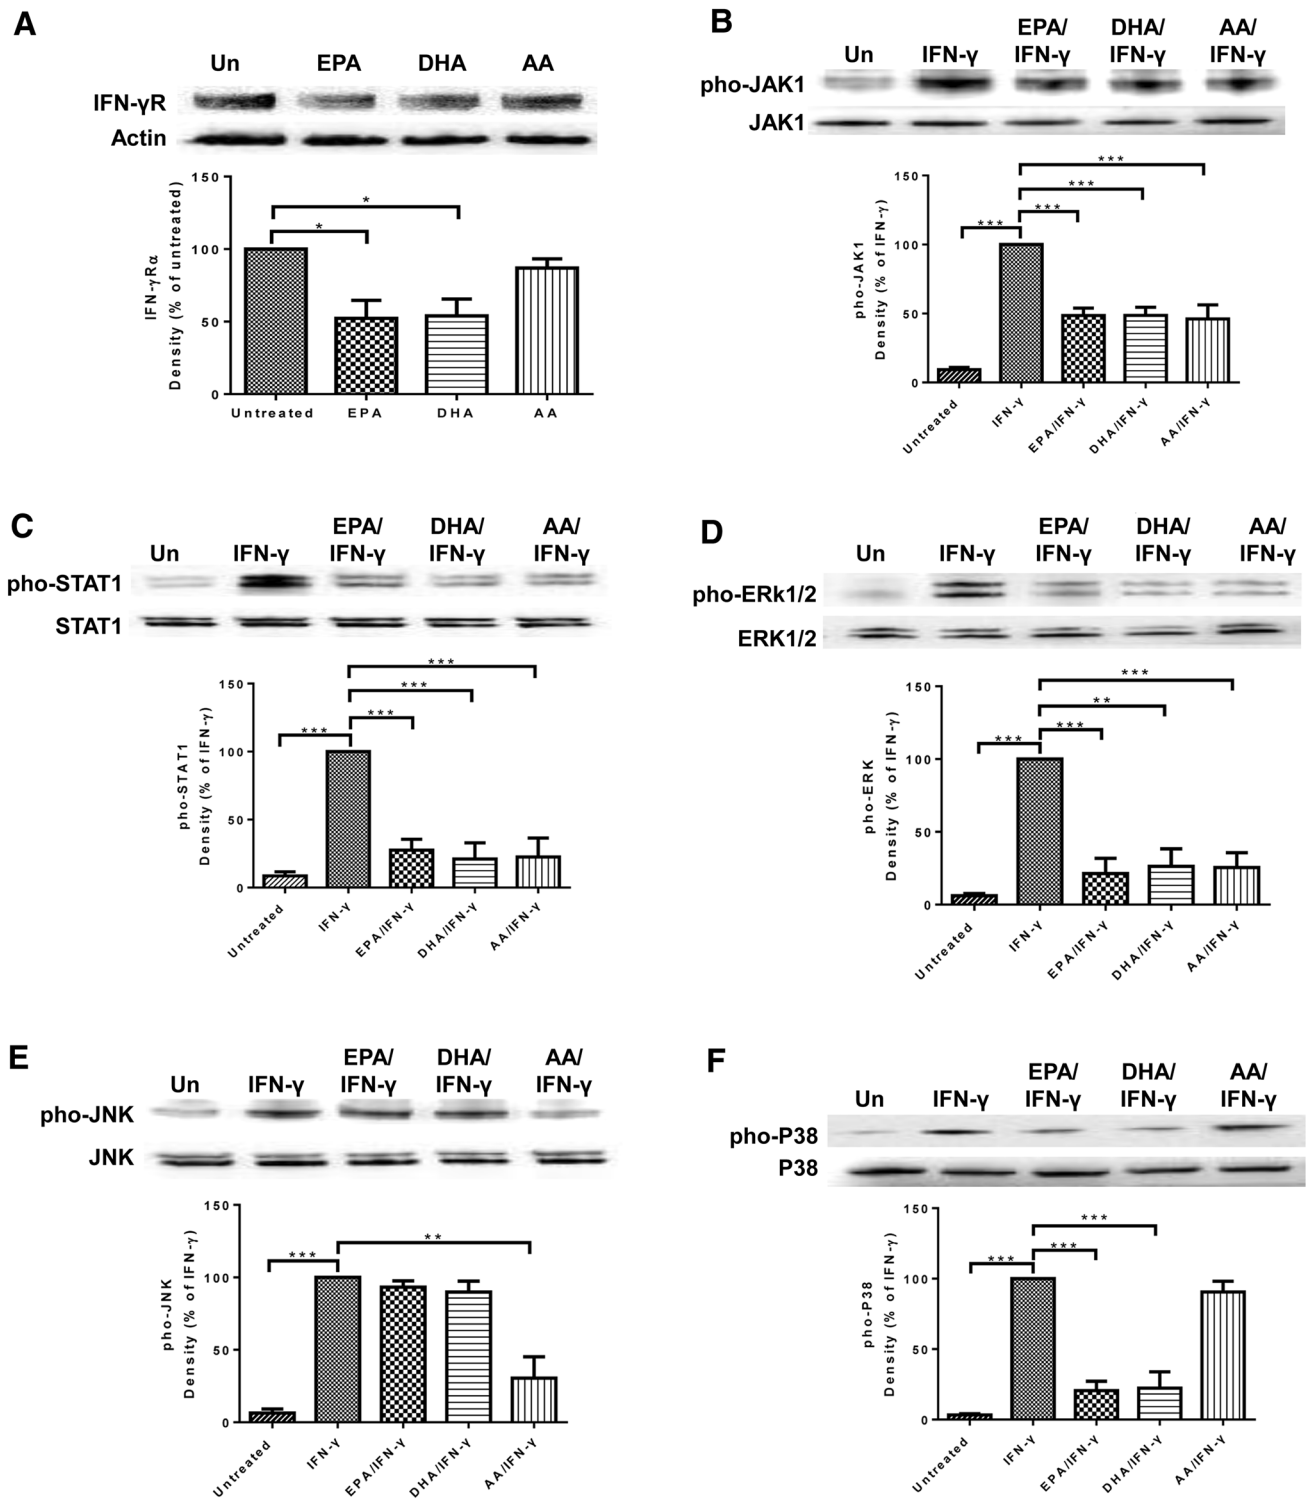 A
Un EPA DHA AA
IFN-γR
Actin
IFN-γRα
Density (% of untreated)
150
100
50
0
*
*
Untreated EPA DHA AA
B
EPA/ DHA/ AA/
Un IFN-γ IFN-γ IFN-γ IFN-γ
pho-JAK1
JAK1
pho-JAK1
Density (% of IFN-γ)
150
100
50
0
***
***
***
***
Untreated IFN-γ EPA/IFN-γ DHA/IFN-γ AA/IFN-γ
C
EPA/ DHA/ AA/
Un IFN-γ IFN-γ IFN-γ IFN-γ
pho-STAT1
STAT1
pho-STAT1
Density (% of IFN-γ)
150
100
50
0
***
***
***
***
Untreated IFN-γ EPA/IFN-γ DHA/IFN-γ AA/IFN-γ
D
EPA/ DHA/ AA/
Un IFN-γ IFN-γ IFN-γ IFN-γ
pho-ERk1/2
ERK1/2
pho-ERK
Density (% of IFN-γ)
150
100
50
0
***
**
***
***
Untreated IFN-γ EPA/IFN-γ DHA/IFN-γ AA/IFN-γ
E
EPA/ DHA/ AA/
Un IFN-γ IFN-γ IFN-γ IFN-γ
pho-JNK
JNK
pho-JNK
Density (% of IFN-γ)
150
100
50
0
**
***
Untreated IFN-γ EPA/IFN-γ DHA/IFN-γ AA/IFN-γ
F
EPA/ DHA/ AA/
Un IFN-γ IFN-γ IFN-γ IFN-γ
pho-P38
P38
pho-P38
Density (% of IFN-γ)
150
100
50
0
***
***
***
Untreated IFN-γ EPA/IFN-γ DHA/IFN-γ AA/IFN-γ